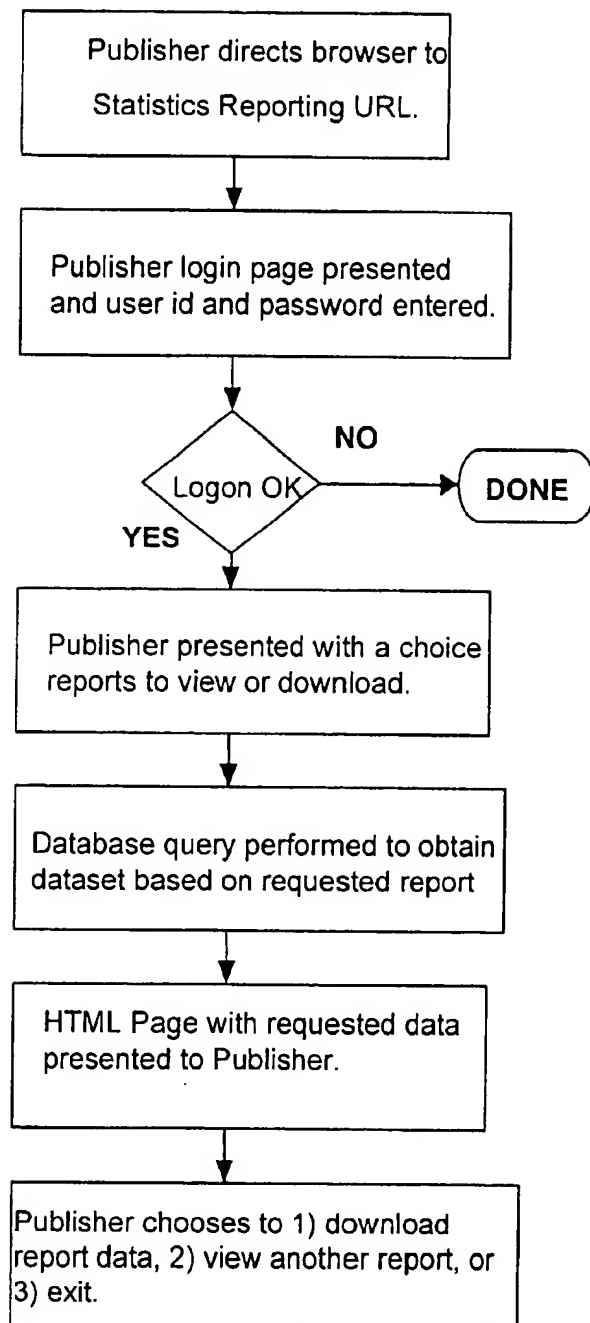 Publisher directs browser to
Statistics Reporting URL.
Publisher login page presented
and user id and password entered.
NO
Logon OK
DONE
YES
Publisher presented with a choice
reports to view or download.
Database query performed to obtain
dataset based on requested report
HTML Page with requested data
presented to Publisher.
Publisher chooses to 1) download
report data, 2) view another report, or
3) exit.